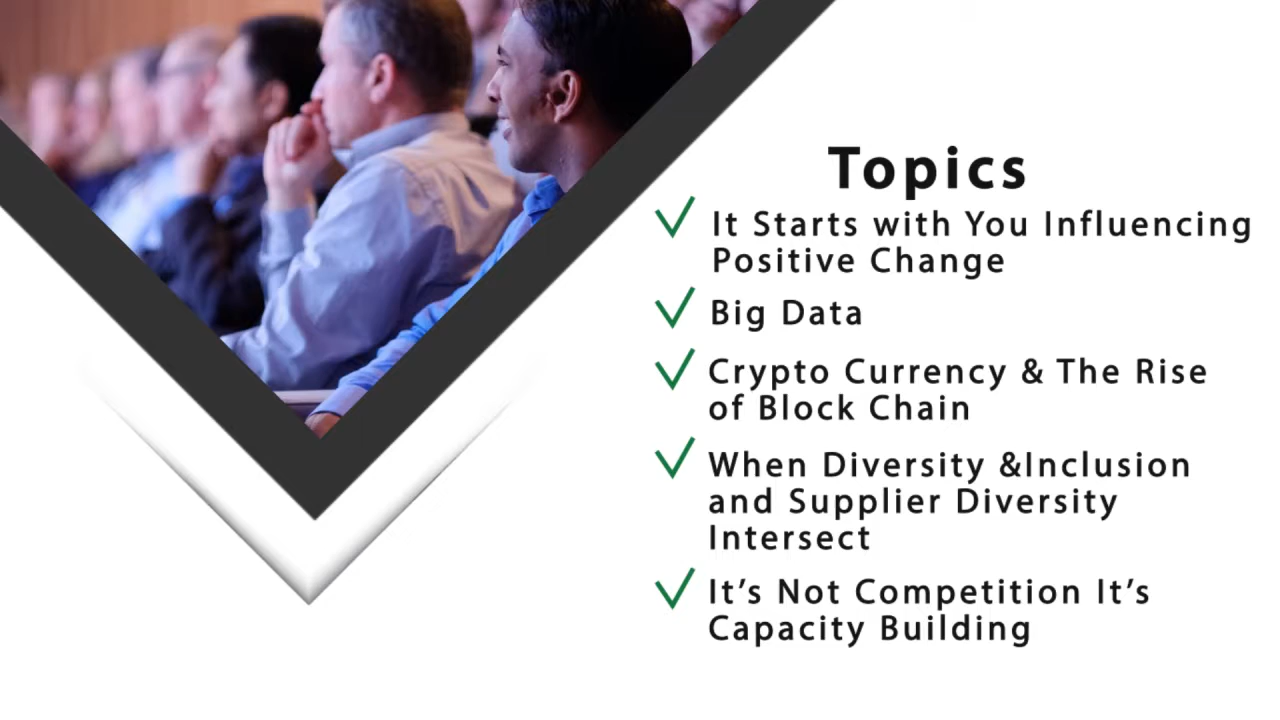 Topics
It Starts with You Influencing
Positive Change
Big Data
Crypto Currency & The Rise
of Block Chain
When Diversity &Inclusion
and Supplier Diversity
Intersect
It’s Not Competition It’s
Capacity Building